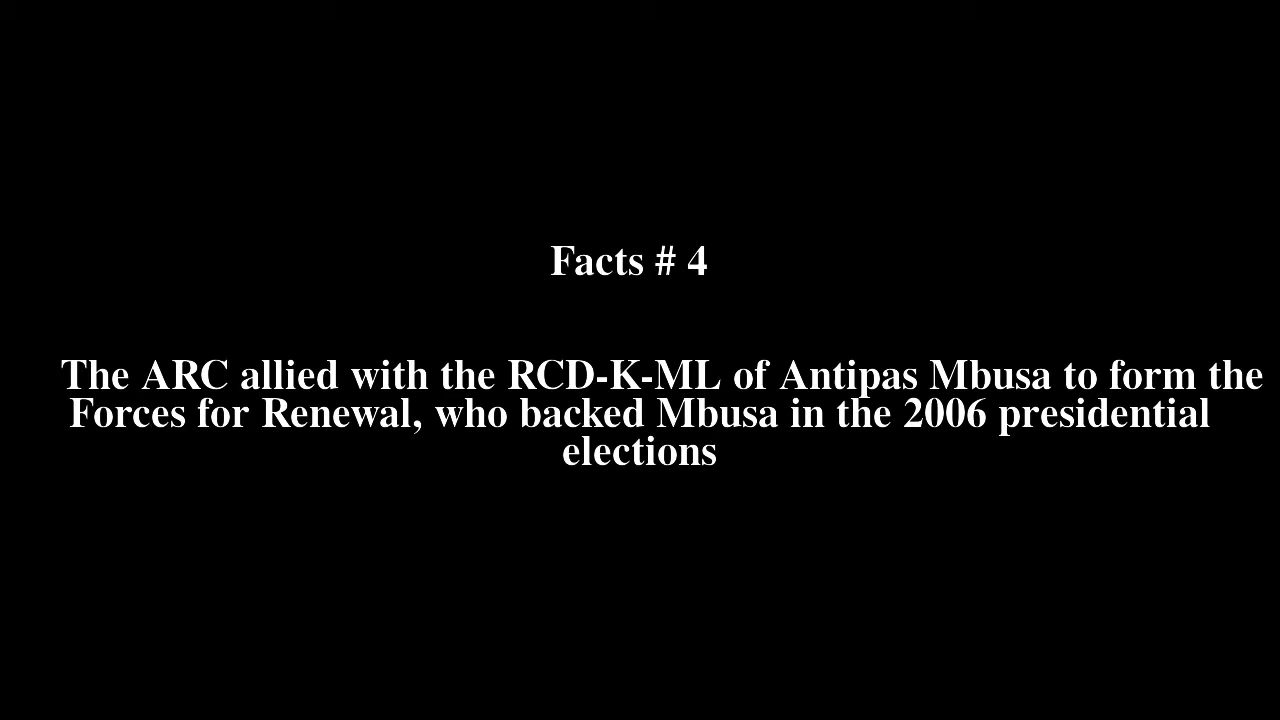 Facts # 4
The ARC allied with the RCD-K-ML of Antipas Mbusa to form the
Forces for Renewal, who backed Mbusa in the 2006 presidential
elections